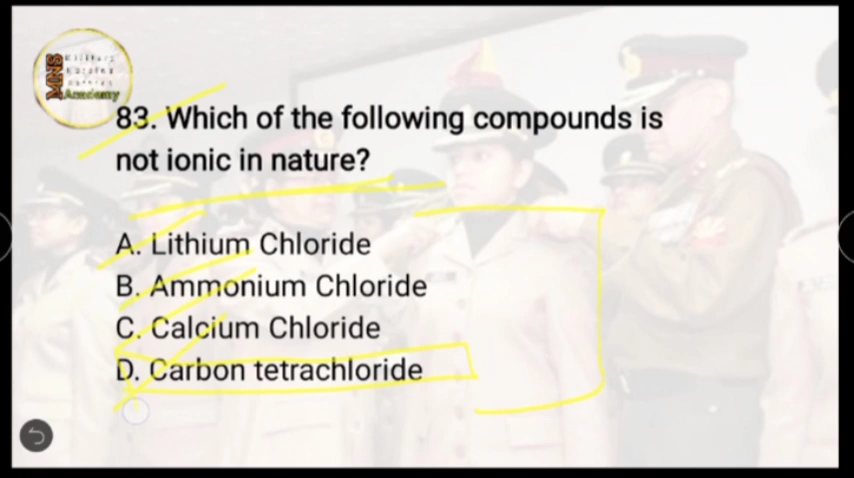 MNS
Academy
83. Which of the following compounds is
not ionic in nature?
A. Lithium Chloride
B. Ammonium Chloride
C. Calcium Chloride
D. Carbon tetrachloride